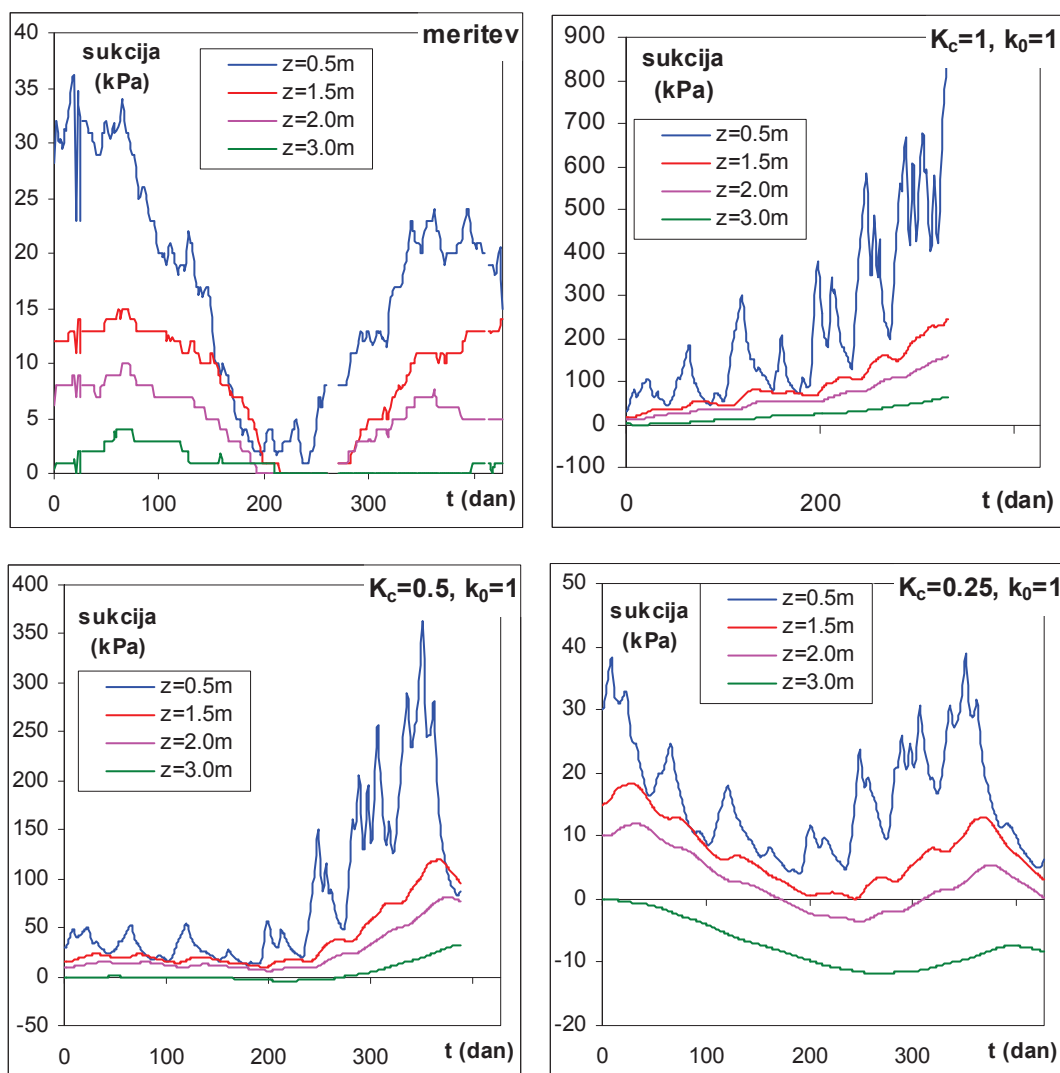 meritev
sukcija
(kPa)
z=0.5m
z=1.5m
z=2.0m
z=3.0m
40
35
30
25
20
15
10
5
0
0 100 200 300
t (dan)
Kc=1, k0=1
sukcija
(kPa)
z=0.5m
z=1.5m
z=2.0m
z=3.0m
900
800
700
600
500
400
300
200
100
0
-100
0 200
t (dan)
Kc=0.5, k0=1
sukcija
(kPa)
z=0.5m
z=1.5m
z=2.0m
z=3.0m
400
350
300
250
200
150
100
50
0
-50
0 100 200 300
t (dan)
Kc=0.25, k0=1
sukcija
(kPa)
z=0.5m
z=1.5m
z=2.0m
z=3.0m
50
40
30
20
10
0
-10
-20
0 100 200 300
t (dan)